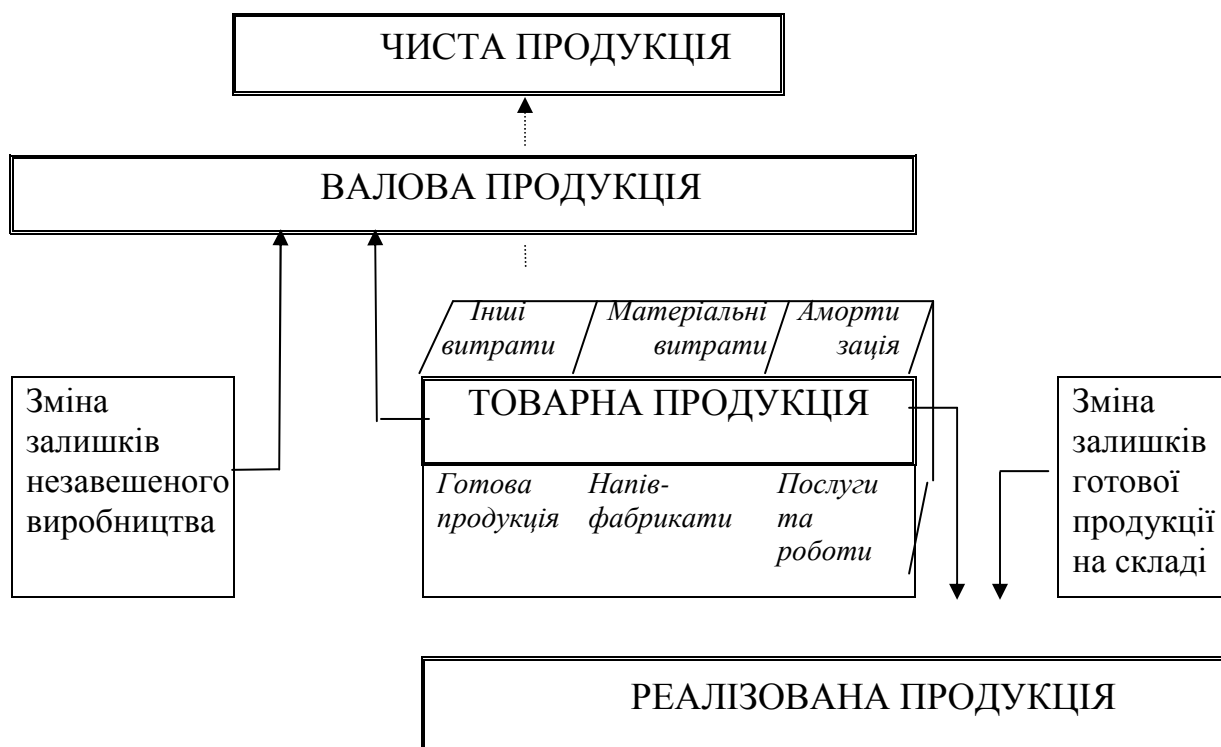 ЧИСТА ПРОДУКЦІЯ
ВАЛОВА ПРОДУКЦІЯ
Інші
витрати
Матеріальні
витрати
Аморти
зація
Зміна
залишків
незавешеного
виробництва
ТОВАРНА ПРОДУКЦІЯ
Готова
продукція
Напів-
фабрикати
Послуги
та
роботи
Зміна
залишків
готової
продукції
на складі
РЕАЛІЗОВАНА ПРОДУКЦІЯ